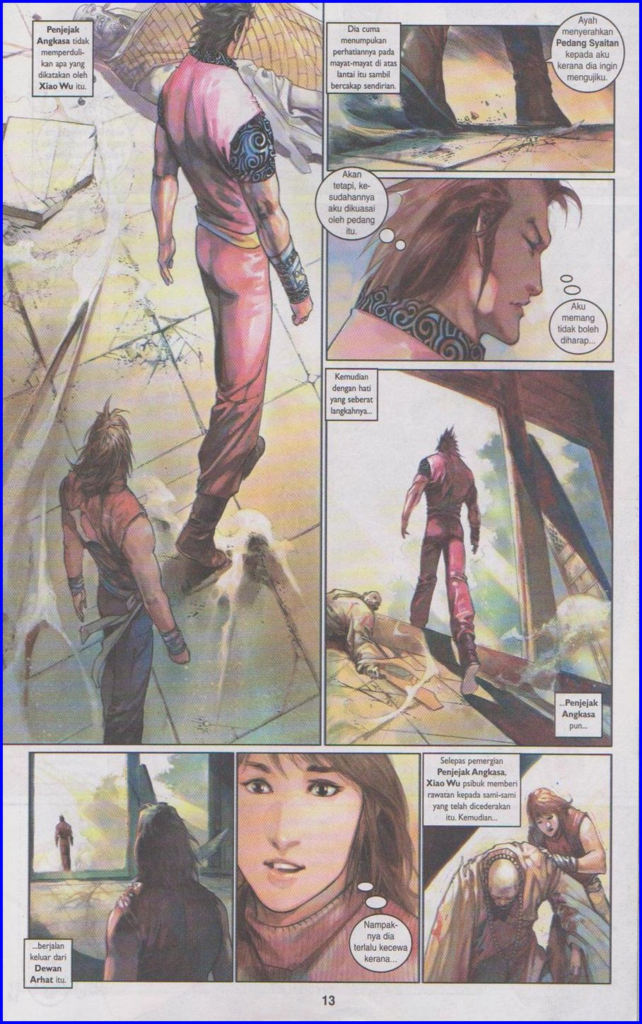 Penjejak
Angkasa tidak
memperduli-
kan apa yang
dikatakan oleh
Xiao Wu itu.
Dia cuma
menumpukan
perhatiannya pada
mayat-mayat di atas
lantai itu sambil
bercakap sendirian.
Ayah
menyerahkan
Pedang Syaitan
kepada aku
kerana dia ingin
mengujiku.
Akan
tetapi, ke-
sudahannya
aku dikuasai
oleh pedang
itu.
Aku
memang
tidak boleh
diharap...
Kemudian
dengan hati
yang seberat
langkahnya...
...Penjejak
Angkasa
pun...
...berjalan
keluar dari
Dewan
Arhat itu.
Nampak-
nya dia
terlalu kecewa
kerana...
Selepas pemergian
Penjejak Angkasa,
Xiao Wu psibuk memberi
rawatan kepada sami-sami
yang telah dicederakan
itu. Kemudian...
13